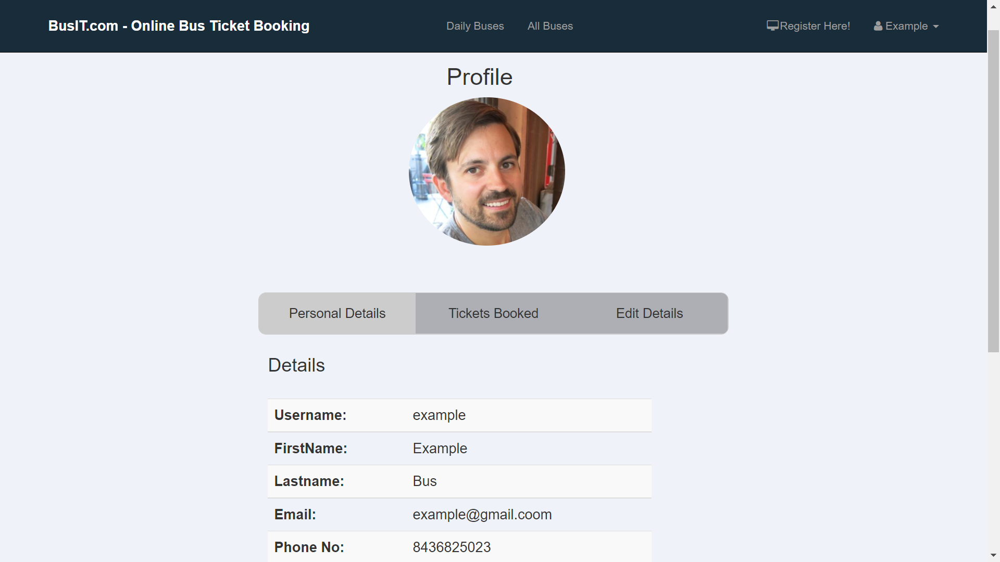 BusIT.com - Online Bus Ticket Booking
Daily Buses
All Buses
Register Here!
Example
Profile
Personal Details
Tickets Booked
Edit Details
Details
Username: example
FirstName: Example
Lastname: Bus
Email: example@gmail.coom
Phone No: 8436825023